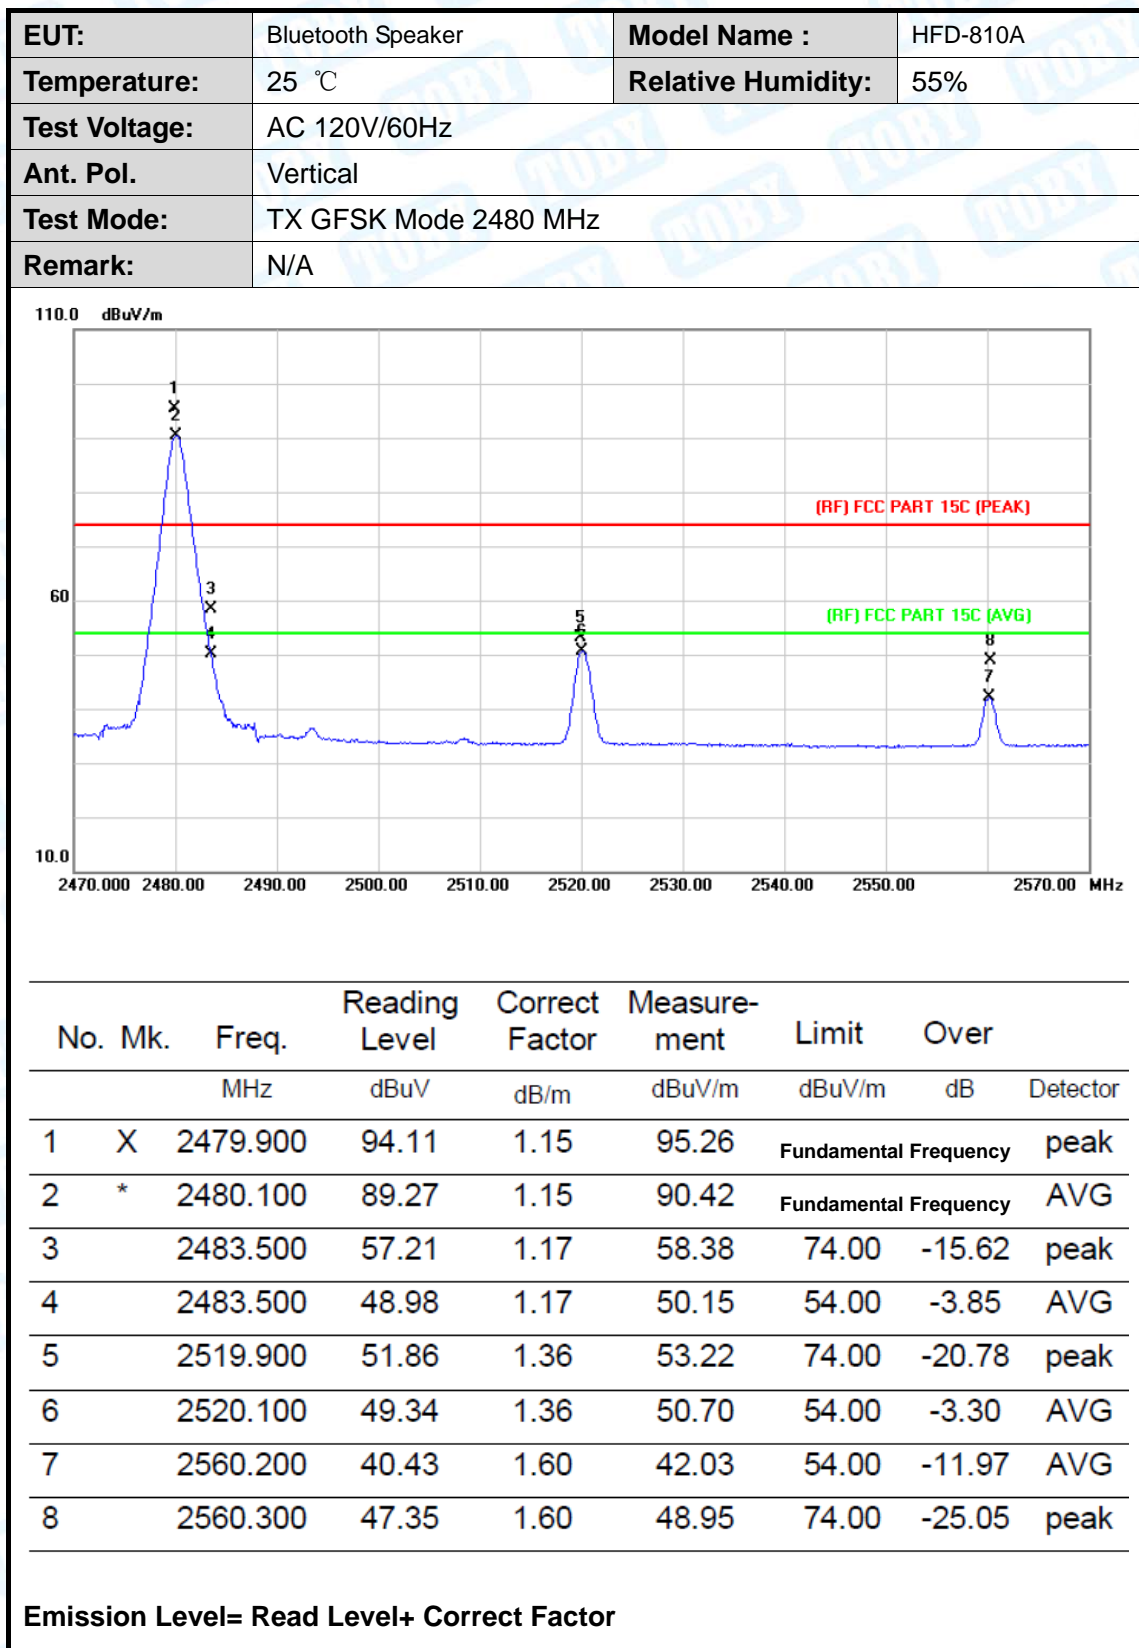 EUT: Bluetooth Speaker Model Name : HFD-810A
Temperature: 25 ℃ Relative Humidity: 55%
Test Voltage: AC 120V/60Hz
Ant. Pol. Vertical
Test Mode: TX GFSK Mode 2480 MHz
Remark: N/A
110.0 dBuV/m
1
2
(RF) FCC PART 15C (PEAK)
3
60
5
(RF) FCC PART 15C (AVG)
4
6
8
7
10.0
2470.000 2480.00 2490.00 2500.00 2510.00 2520.00 2530.00 2540.00 2550.00 2570.00 MHz
No. Mk. Freq. Reading Level Correct Factor Measure-ment Limit Over
MHz dBuV dB/m dBuV/m dBuV/m dB Detector
1 X 2479.900 94.11 1.15 95.26 Fundamental Frequency peak
2 * 2480.100 89.27 1.15 90.42 Fundamental Frequency AVG
3 2483.500 57.21 1.17 58.38 74.00 -15.62 peak
4 2483.500 48.98 1.17 50.15 54.00 -3.85 AVG
5 2519.900 51.86 1.36 53.22 74.00 -20.78 peak
6 2520.100 49.34 1.36 50.70 54.00 -3.30 AVG
7 2560.200 40.43 1.60 42.03 54.00 -11.97 AVG
8 2560.300 47.35 1.60 48.95 74.00 -25.05 peak
Emission Level= Read Level+ Correct Factor